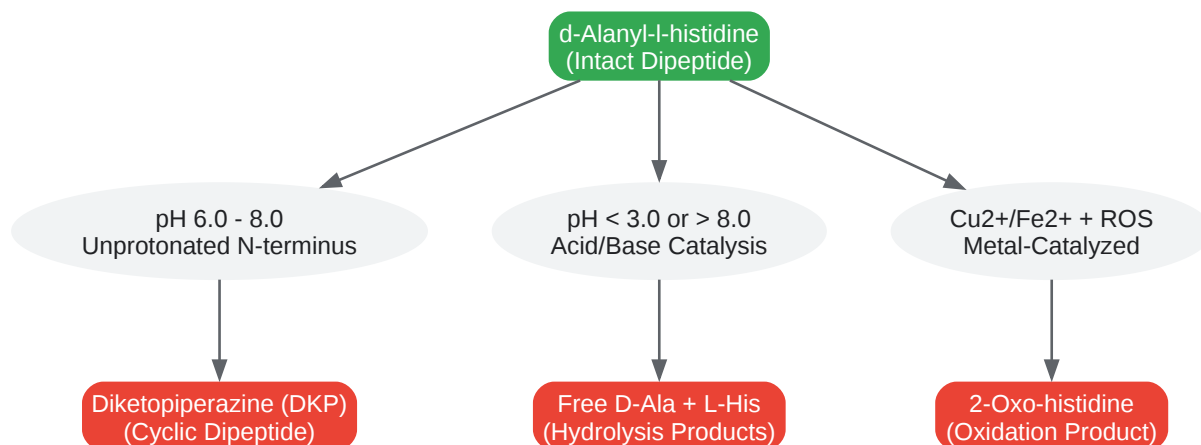 d-Alanyl-l-histidine
(Intact Dipeptide)
pH 6.0 - 8.0
Unprotonated N-terminus
pH < 3.0 or > 8.0
Acid/Base Catalysis
Cu2+/Fe2+ + ROS
Metal-Catalyzed
Diketopiperazine (DKP)
(Cyclic Dipeptide)
Free D-Ala + L-His
(Hydrolysis Products)
2-Oxo-histidine
(Oxidation Product)